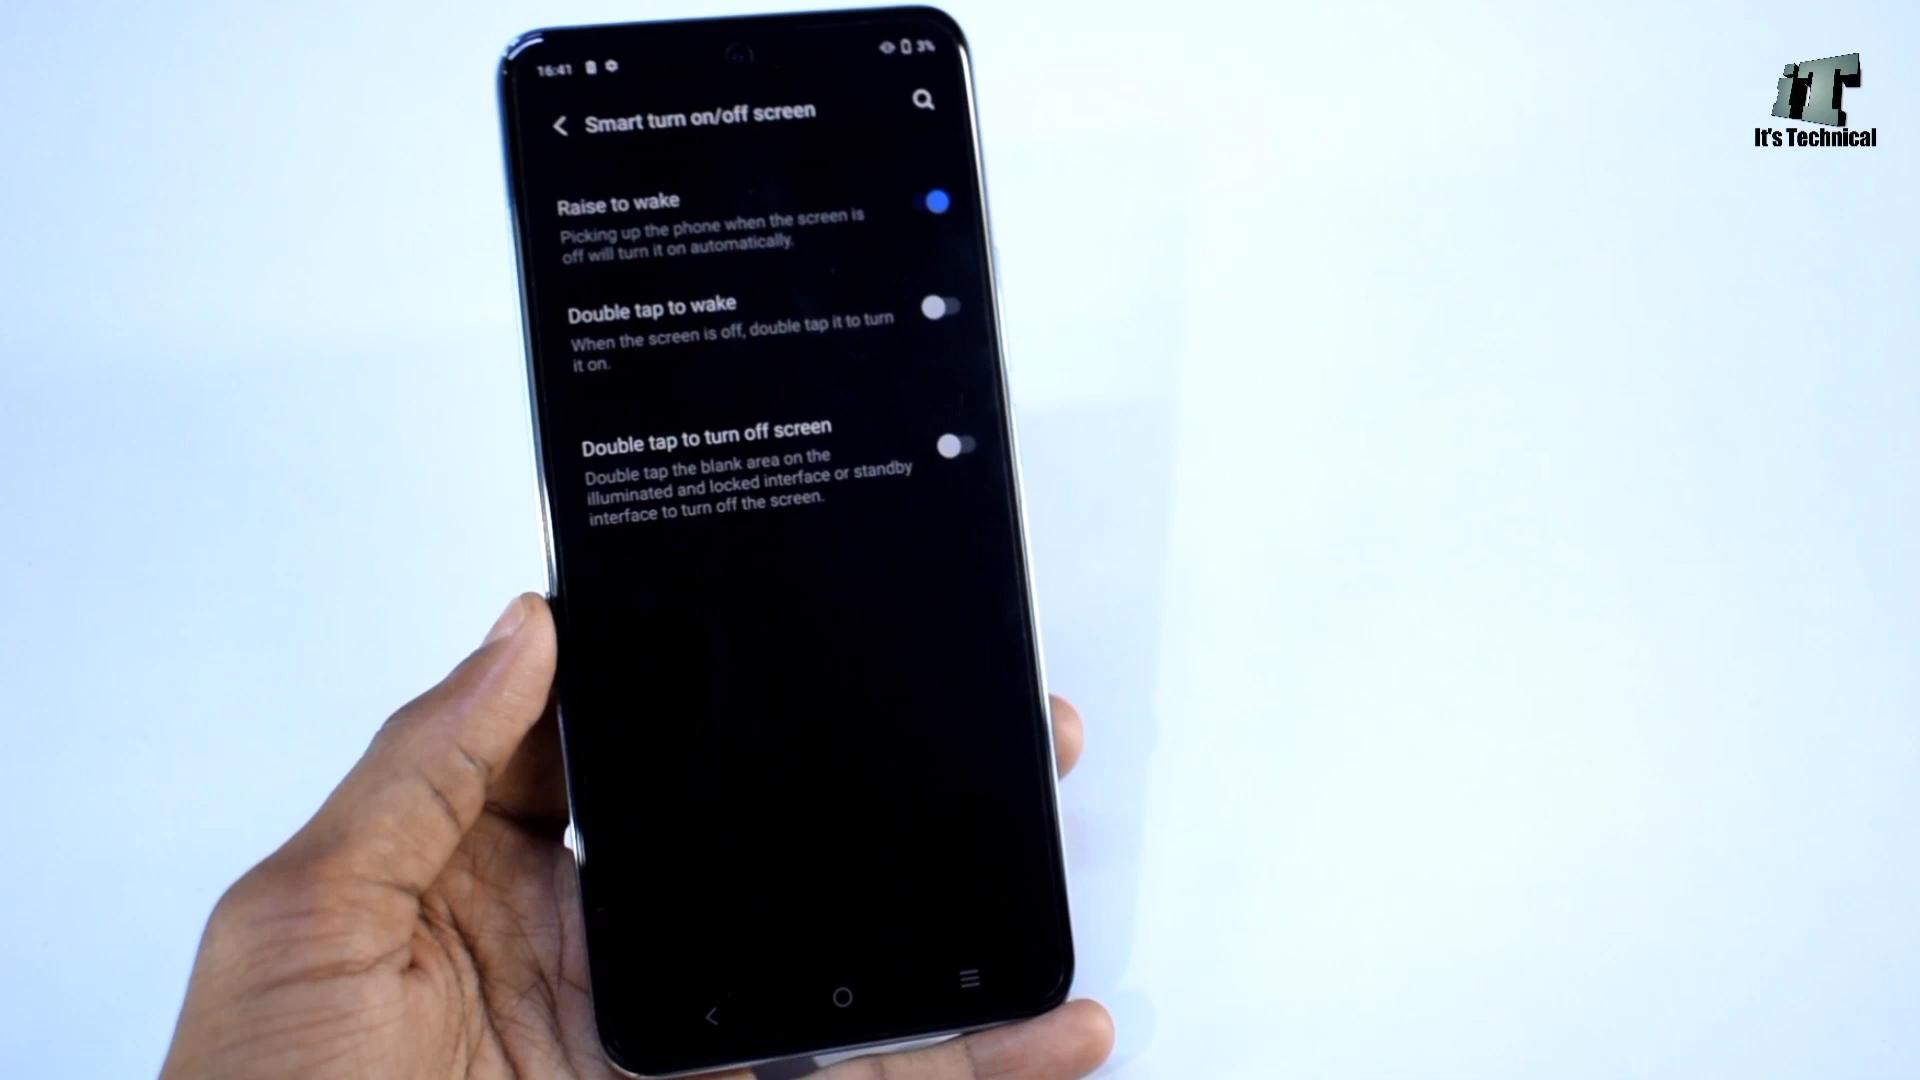 16:41
3%
Smart turn on/off screen
Raise to wake
Picking up the phone when the screen is
off will turn it on automatically.
Double tap to wake
When the screen is off, double tap it to turn
it on.
Double tap to turn off screen
Double tap the blank area on the
illuminated and locked interface or standby
interface to turn off the screen.
iT
It's Technical